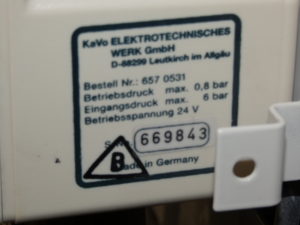 KaVo ELEKTROTECHNISCHES
WERK GmbH
D-88299 Leutkirch im Allgäu
Bestell Nr.: 657 0531
Betriebsdruck max. 0,8 bar
Eingangsdruck max. 6 bar
Betriebsspannung 24 V
669843
B
Made in Germany